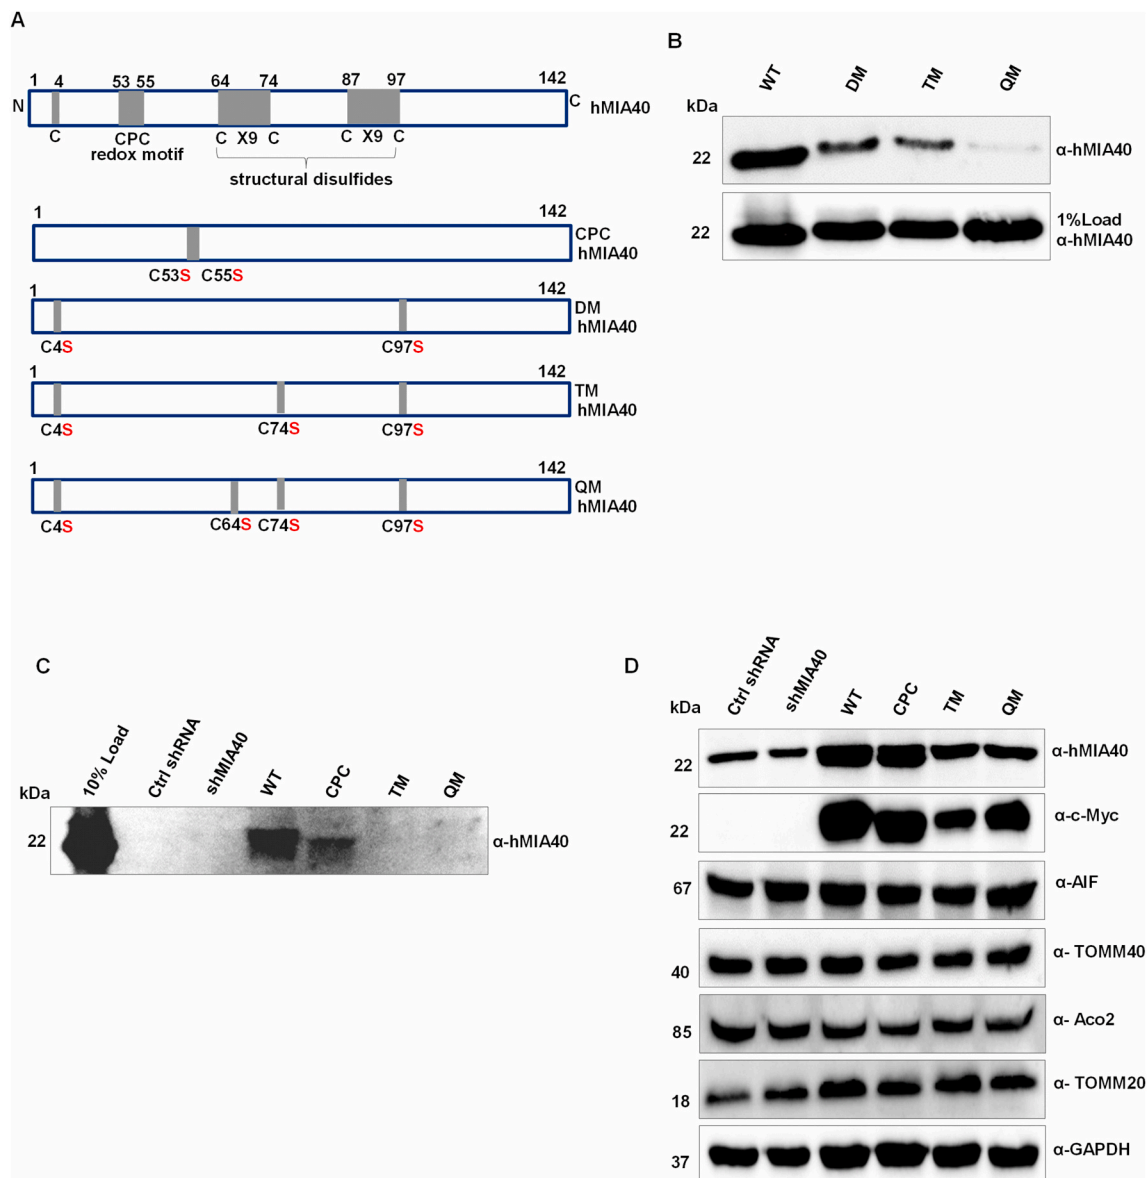 A
1 4 53 55 64 74 87 97 142
N C hMIA40
C CPC C X9 C C X9 C
redox motif
structural disulfides
1 142
CPC
hMIA40
C53S C55S
1 142
DM
hMIA40
C4S C97S
1 142
TM
hMIA40
C4S C74S C97S
1 142
QM
hMIA40
C4S C64S C74S C97S
B
WT DM TM QM
kDa
22 α-hMIA40
1%Load
22 α-hMIA40
C
10% Load Ctrl shRNA shMIA40 WT CPC TM QM
kDa
22 α-hMIA40
D
Ctrl shRNA shMIA40 WT CPC TM QM
kDa
22 α-hMIA40
22 α-c-Myc
67 α-AIF
40 α- TOMM40
85 α- Aco2
18 α- TOMM20
37 α-GAPDH